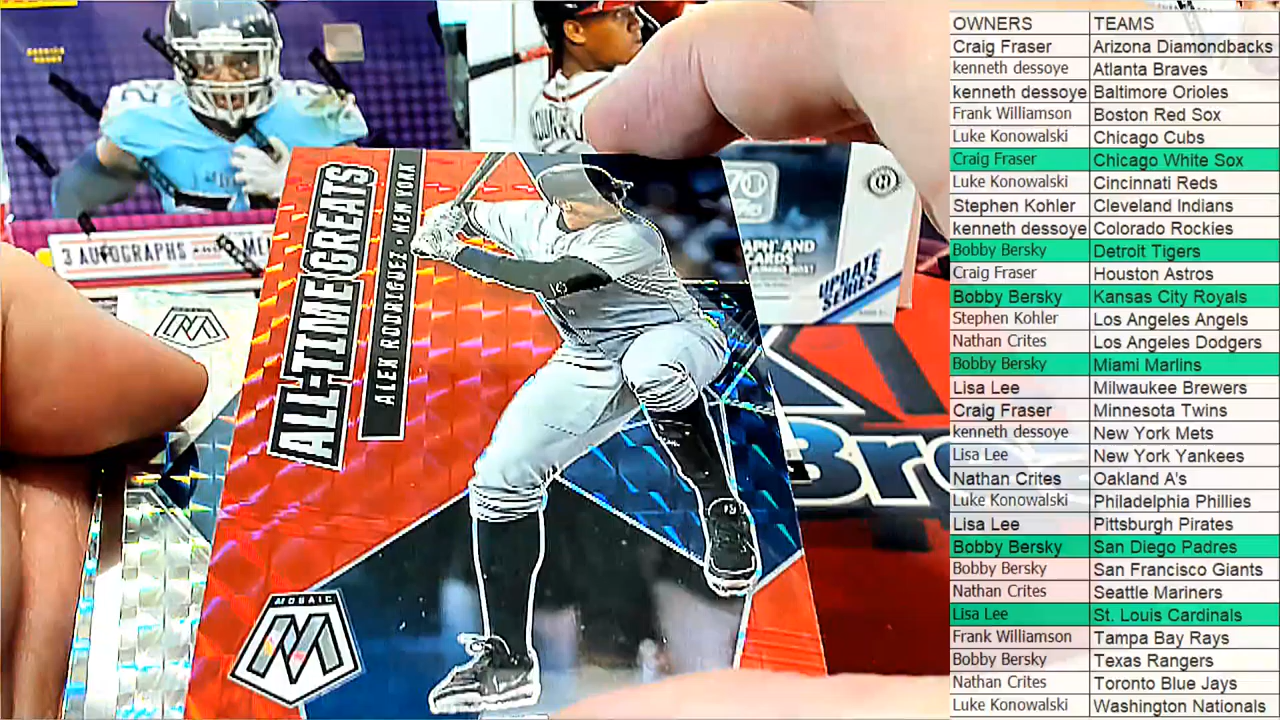 3 AUTOGRAPHS
ALL-TIME GREATS
ALEX RODRIGUEZ • NEW YORK
MOSAIC
M
70
UPDATE
SERIES
Bre
OWNERS TEAMS
Craig Fraser Arizona Diamondbacks
kenneth dessoye Atlanta Braves
kenneth dessoye Baltimore Orioles
Frank Williamson Boston Red Sox
Luke Konowalski Chicago Cubs
Craig Fraser Chicago White Sox
Luke Konowalski Cincinnati Reds
Stephen Kohler Cleveland Indians
kenneth dessoye Colorado Rockies
Bobby Bersky Detroit Tigers
Craig Fraser Houston Astros
Bobby Bersky Kansas City Royals
Stephen Kohler Los Angeles Angels
Nathan Crites Los Angeles Dodgers
Bobby Bersky Miami Marlins
Lisa Lee Milwaukee Brewers
Craig Fraser Minnesota Twins
kenneth dessoye New York Mets
Lisa Lee New York Yankees
Nathan Crites Oakland A's
Luke Konowalski Philadelphia Phillies
Lisa Lee Pittsburgh Pirates
Bobby Bersky San Diego Padres
Bobby Bersky San Francisco Giants
Nathan Crites Seattle Mariners
Lisa Lee St. Louis Cardinals
Frank Williamson Tampa Bay Rays
Bobby Bersky Texas Rangers
Nathan Crites Toronto Blue Jays
Luke Konowalski Washington Nationals